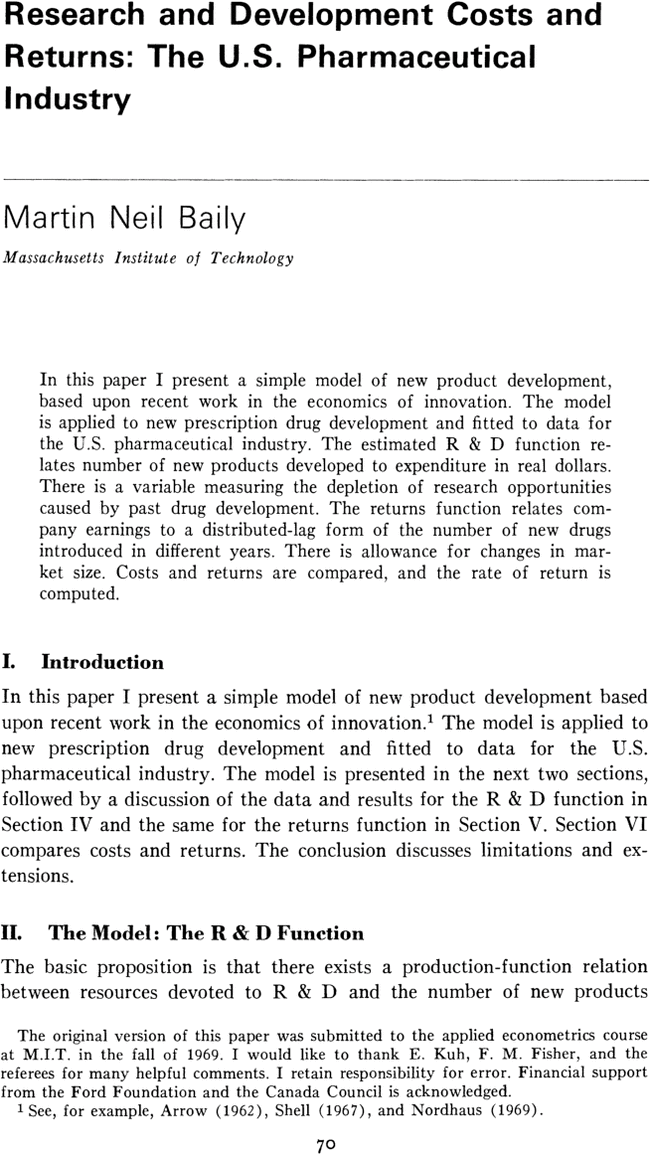 Research and Development Costs and
Returns: The U.S. Pharmaceutical
Industry
Martin Neil Baily
Massachusetts Institute of Technology
In this paper I present a simple model of new product development,
based upon recent work in the economics of innovation. The model
is applied to new prescription drug development and fitted to data for
the U.S. pharmaceutical industry. The estimated R & D function re-
lates number of new products developed to expenditure in real dollars.
There is a variable measuring the depletion of research opportunities
caused by past drug development. The returns function relates com-
pany earnings to a distributed-lag form of the number of new drugs
introduced in different years. There is allowance for changes in mar-
ket size. Costs and returns are compared, and the rate of return is
computed.
I. Introduction
In this paper I present a simple model of new product development based
upon recent work in the economics of innovation.¹ The model is applied to
new prescription drug development and fitted to data for the U.S.
pharmaceutical industry. The model is presented in the next two sections,
followed by a discussion of the data and results for the R & D function in
Section IV and the same for the returns function in Section V. Section VI
compares costs and returns. The conclusion discusses limitations and ex-
tensions.
II. The Model: The R & D Function
The basic proposition is that there exists a production-function relation
between resources devoted to R & D and the number of new products
The original version of this paper was submitted to the applied econometrics course
at M.I.T. in the fall of 1969. I would like to thank E. Kuh, F. M. Fisher, and the
referees for many helpful comments. I retain responsibility for error. Financial support
from the Ford Foundation and the Canada Council is acknowledged.
¹ See, for example, Arrow (1962), Shell (1967), and Nordhaus (1969).
70